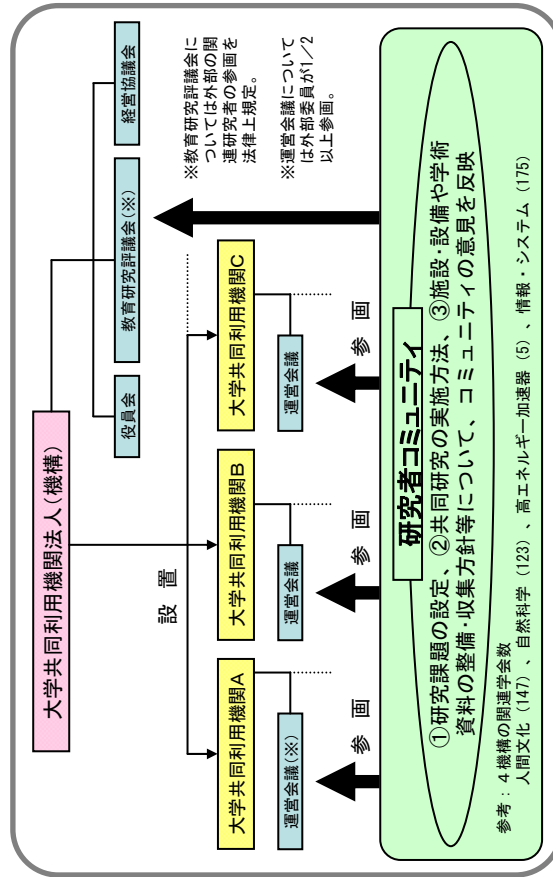 大学共同利用機関法人(機構)
役員会
教育研究評議会(※)
経営協議会
設 置
※教育研究評議会に
ついては外部の関
連研究者の参画を
法律上規定。
大学共同利用機関A
大学共同利用機関B
大学共同利用機関C
運営会議(※)
運営会議
運営会議
※運営会議について
は外部委員が1/2
以上参画。
参 画
参 画
参 画
研究者コミュニティ
①研究課題の設定、②共同研究の実施方法、③施設・設備や学術
資料の整備・収集方針等について、コミュニティの意見を反映
参考:4機構の関連学会数
人間文化(147)、自然科学(123)、高エネルギー加速器(5)、情報・システム(175)